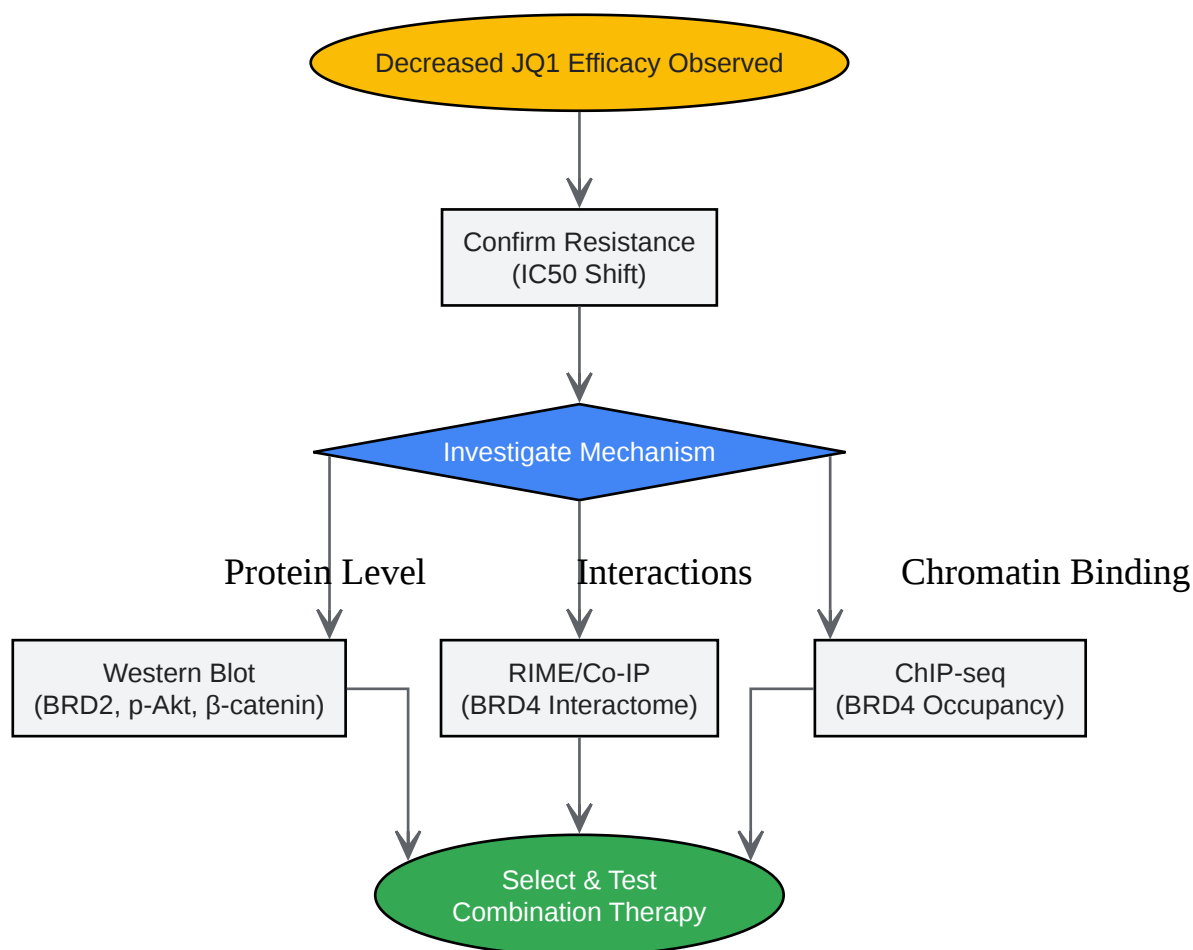 Decreased JQ1 Efficacy Observed
Confirm Resistance
(IC50 Shift)
Investigate Mechanism
Protein Level
Interactions
Chromatin Binding
Western Blot
(BRD2, p-Akt, β-catenin)
RIME/Co-IP
(BRD4 Interactome)
ChIP-seq
(BRD4 Occupancy)
Select & Test
Combination Therapy